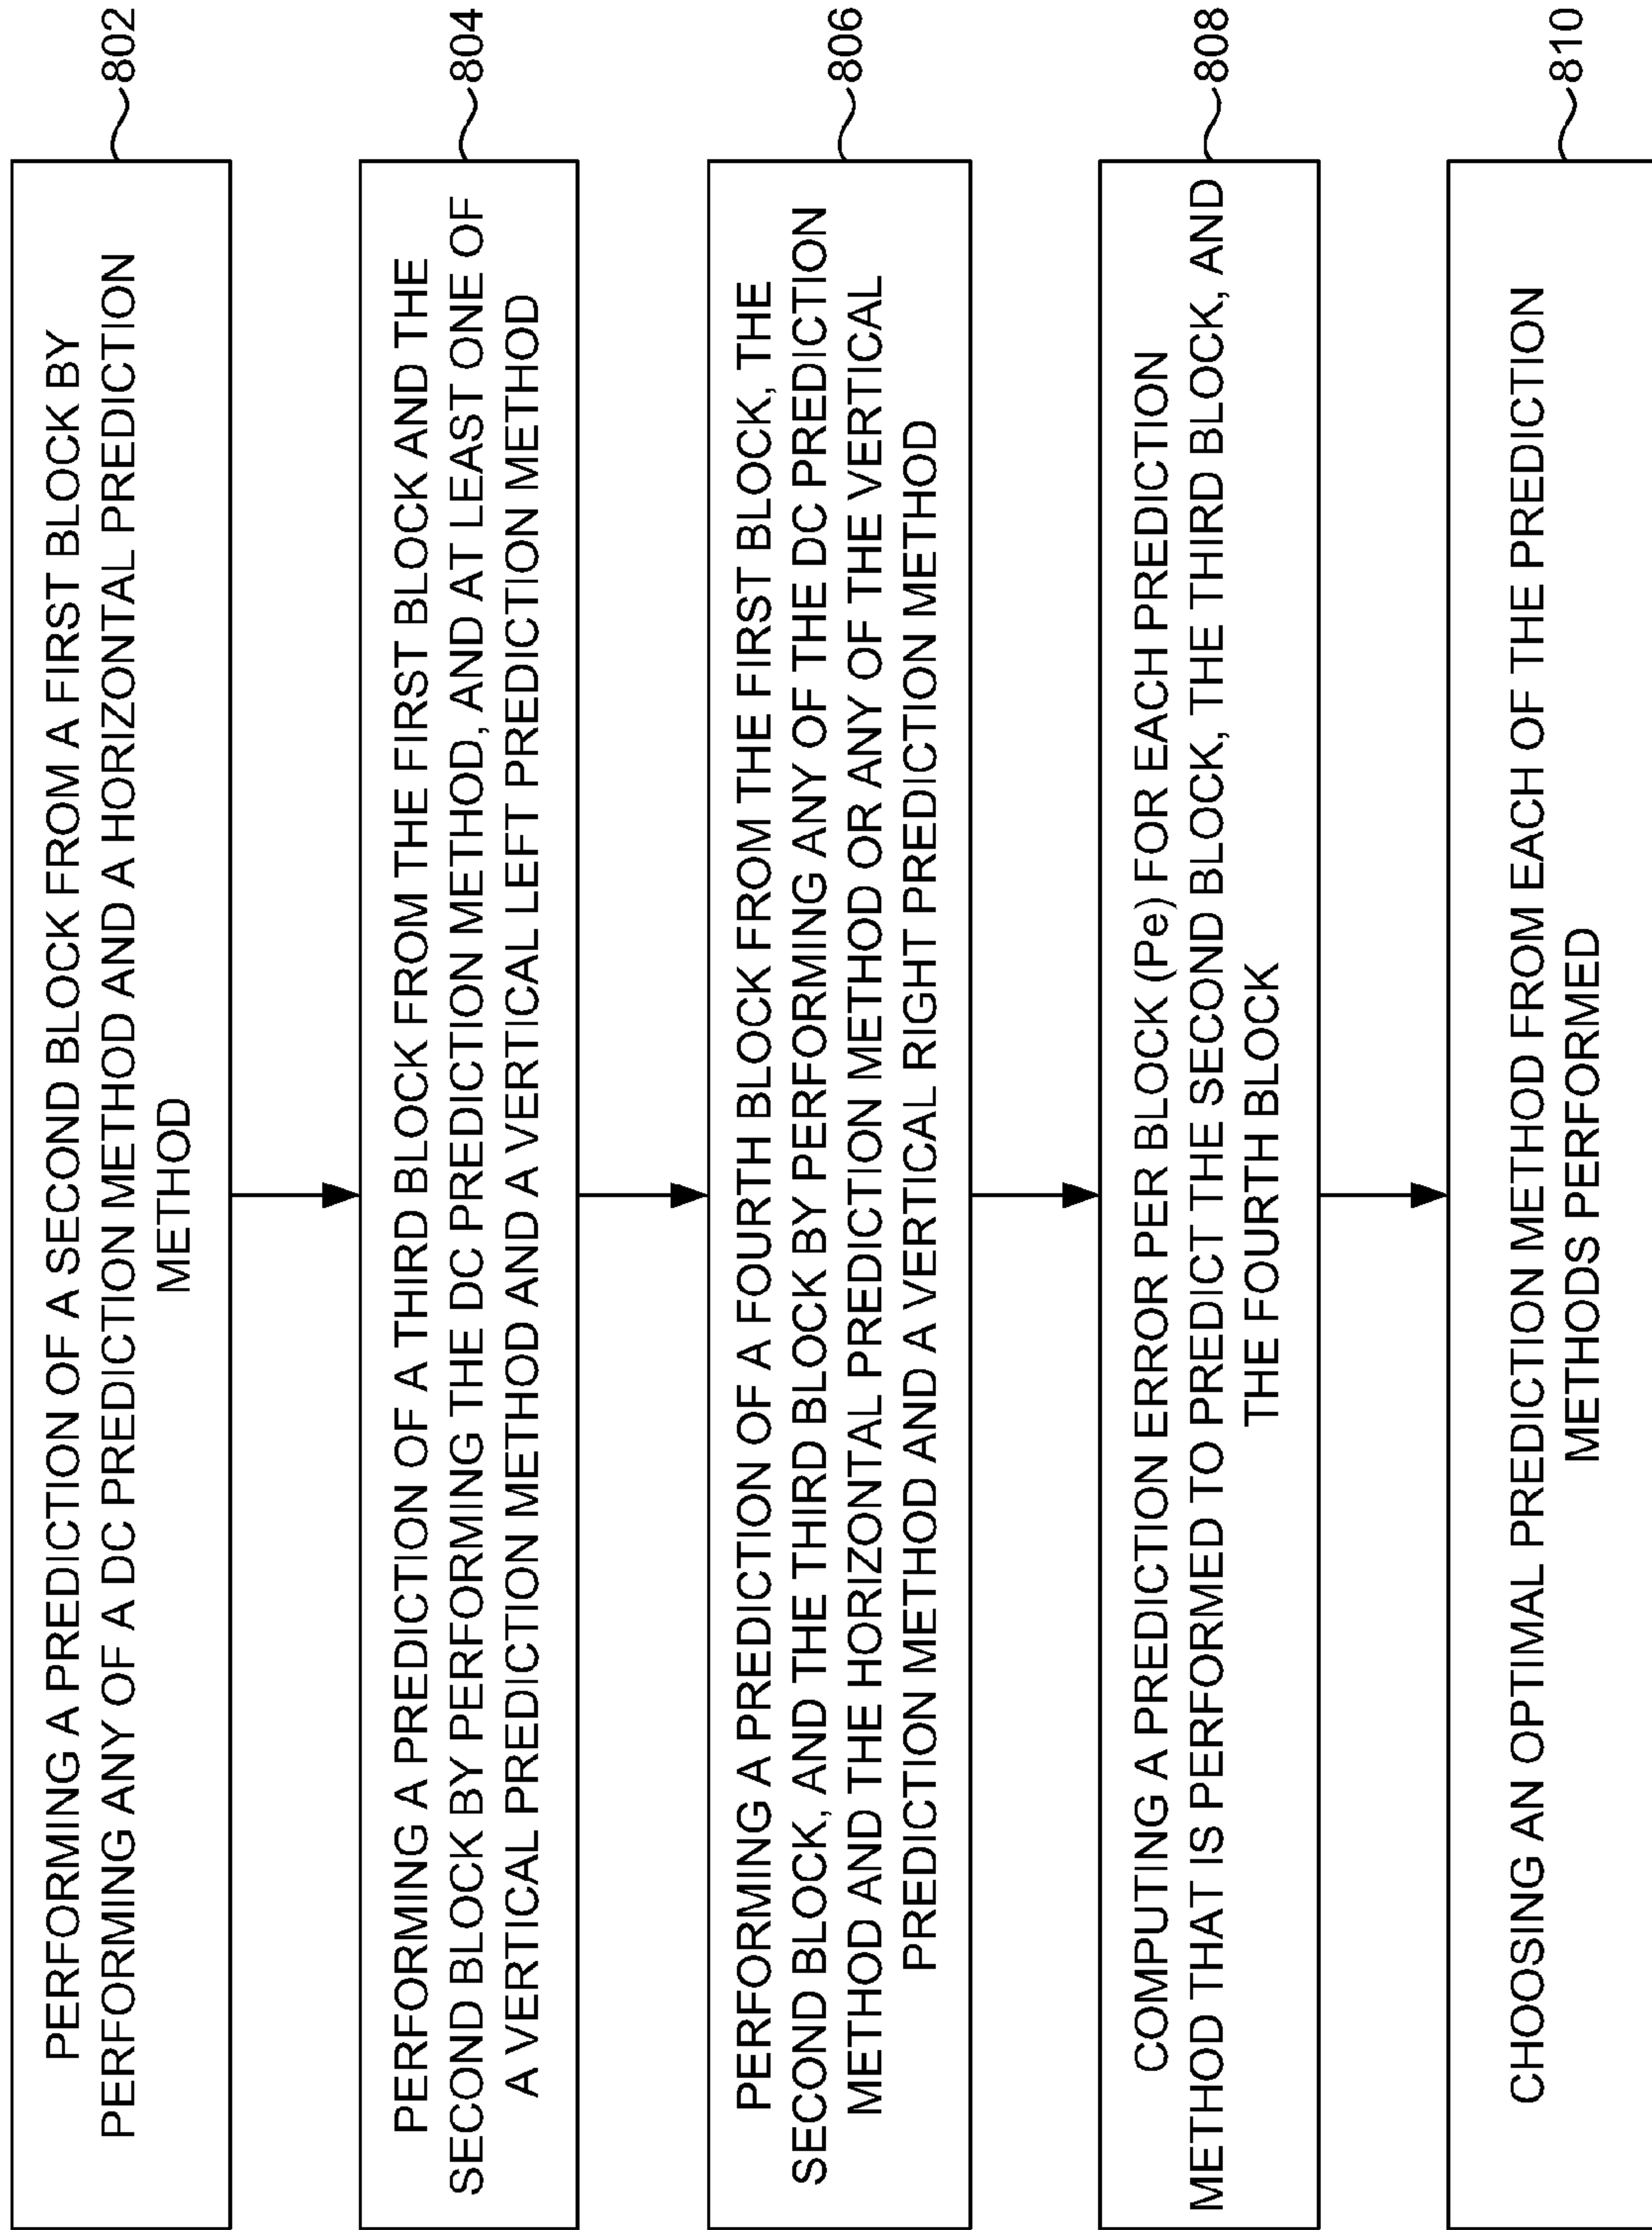 PERFORMING A PREDICTION OF A SECOND BLOCK FROM A FIRST BLOCK BY
PERFORMING ANY OF A DC PREDICTION METHOD AND A HORIZONTAL PREDICTION
METHOD
802
PERFORMING A PREDICTION OF A THIRD BLOCK FROM THE FIRST BLOCK AND THE
SECOND BLOCK BY PERFORMING THE DC PREDICTION METHOD, AND AT LEAST ONE OF
A VERTICAL PREDICTION METHOD AND A VERTICAL LEFT PREDICTION METHOD
804
PERFORMING A PREDICTION OF A FOURTH BLOCK FROM THE FIRST BLOCK, THE
SECOND BLOCK, AND THE THIRD BLOCK BY PERFORMING ANY OF THE DC PREDICTION
METHOD AND THE HORIZONTAL PREDICTION METHOD OR ANY OF THE VERTICAL
PREDICTION METHOD AND A VERTICAL RIGHT PREDICTION METHOD
806
COMPUTING A PREDICTION ERROR PER BLOCK (Pe) FOR EACH PREDICTION
METHOD THAT IS PERFORMED TO PREDICT THE SECOND BLOCK, THE THIRD BLOCK, AND
THE FOURTH BLOCK
808
CHOOSING AN OPTIMAL PREDICTION METHOD FROM EACH OF THE PREDICTION
METHODS PERFORMED
810